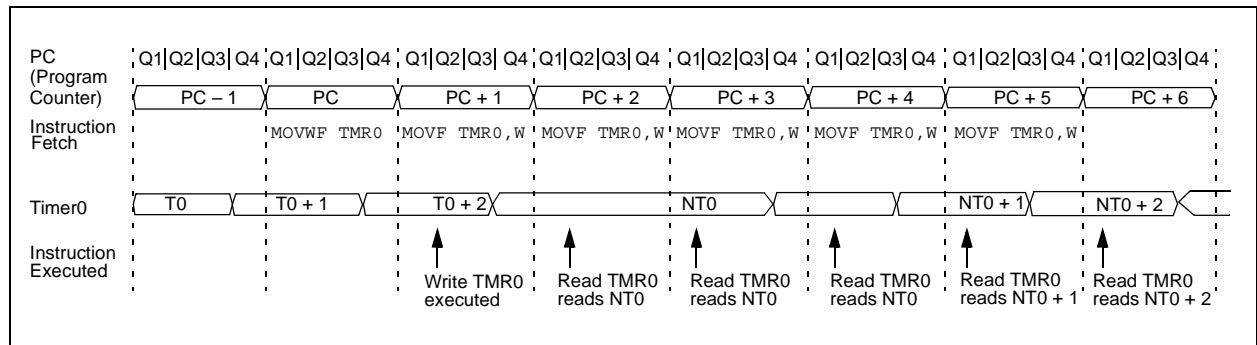 PC
(Program
Counter)
Q1 Q2 Q3 Q4 Q1 Q2 Q3 Q4 Q1 Q2 Q3 Q4 Q1 Q2 Q3 Q4 Q1 Q2 Q3 Q4 Q1 Q2 Q3 Q4 Q1 Q2 Q3 Q4 Q1 Q2 Q3 Q4
PC – 1 PC PC + 1 PC + 2 PC + 3 PC + 4 PC + 5 PC + 6
Instruction
Fetch
MOVWF TMR0 MOVF TMR0,W MOVF TMR0,W MOVF TMR0,W MOVF TMR0,W MOVF TMR0,W
Timer0
T0 T0 + 1 T0 + 2 NT0 NT0 + 1 NT0 + 2
Instruction
Executed
Write TMR0
executed
Read TMR0
reads NT0
Read TMR0
reads NT0
Read TMR0
reads NT0
Read TMR0
reads NT0 + 1
Read TMR0
reads NT0 + 2